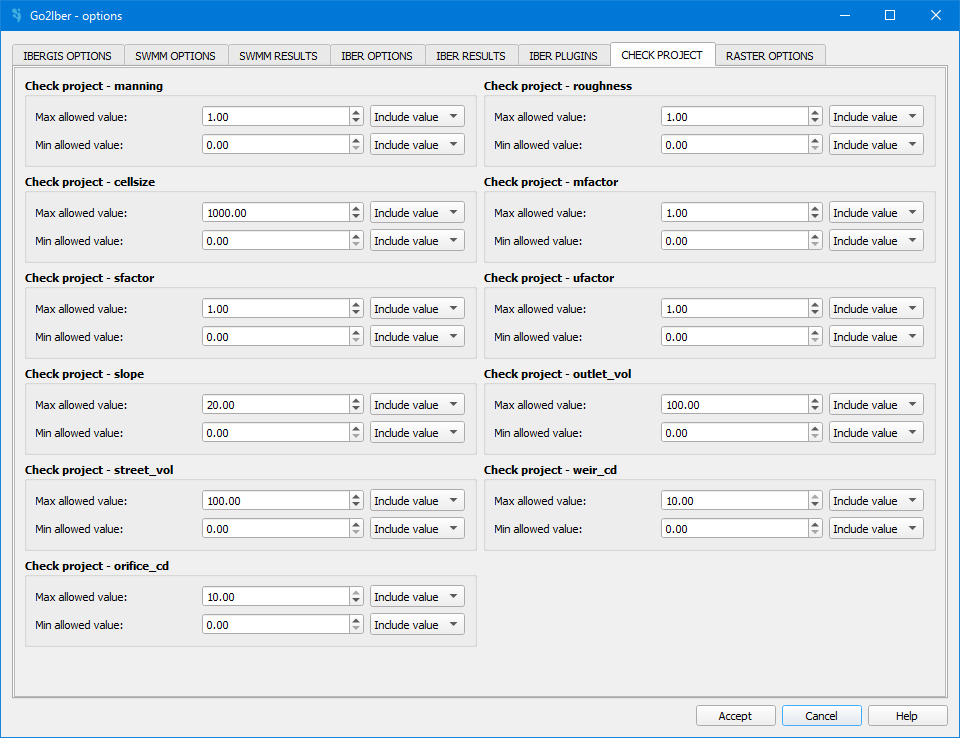 Go2Iber - options
IBERGIS OPTIONS SWMM OPTIONS SWMM RESULTS IBER OPTIONS IBER RESULTS IBER PLUGINS CHECK PROJECT RASTER OPTIONS
Check project - manning
Max allowed value: 1.00 Include value
Min allowed value: 0.00 Include value
Check project - roughness
Max allowed value: 1.00 Include value
Min allowed value: 0.00 Include value
Check project - cellsize
Max allowed value: 1000.00 Include value
Min allowed value: 0.00 Include value
Check project - mfactor
Max allowed value: 1.00 Include value
Min allowed value: 0.00 Include value
Check project - sfactor
Max allowed value: 1.00 Include value
Min allowed value: 0.00 Include value
Check project - ufactor
Max allowed value: 1.00 Include value
Min allowed value: 0.00 Include value
Check project - slope
Max allowed value: 20.00 Include value
Min allowed value: 0.00 Include value
Check project - outlet_vol
Max allowed value: 100.00 Include value
Min allowed value: 0.00 Include value
Check project - street_vol
Max allowed value: 100.00 Include value
Min allowed value: 0.00 Include value
Check project - weir_cd
Max allowed value: 10.00 Include value
Min allowed value: 0.00 Include value
Check project - orifice_cd
Max allowed value: 10.00 Include value
Min allowed value: 0.00 Include value
Accept Cancel Help